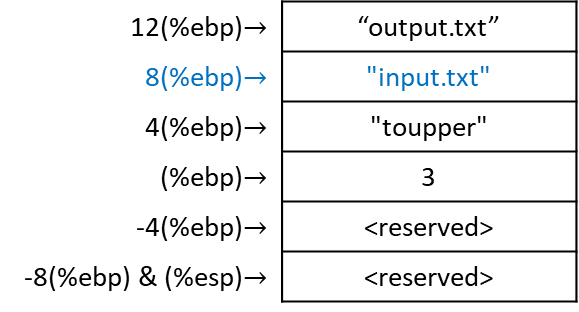 12(%ebp)→ “output.txt”
8(%ebp)→ "input.txt"
4(%ebp)→ "toupper"
(%ebp)→ 3
-4(%ebp)→ <reserved>
-8(%ebp) & (%esp)→ <reserved>